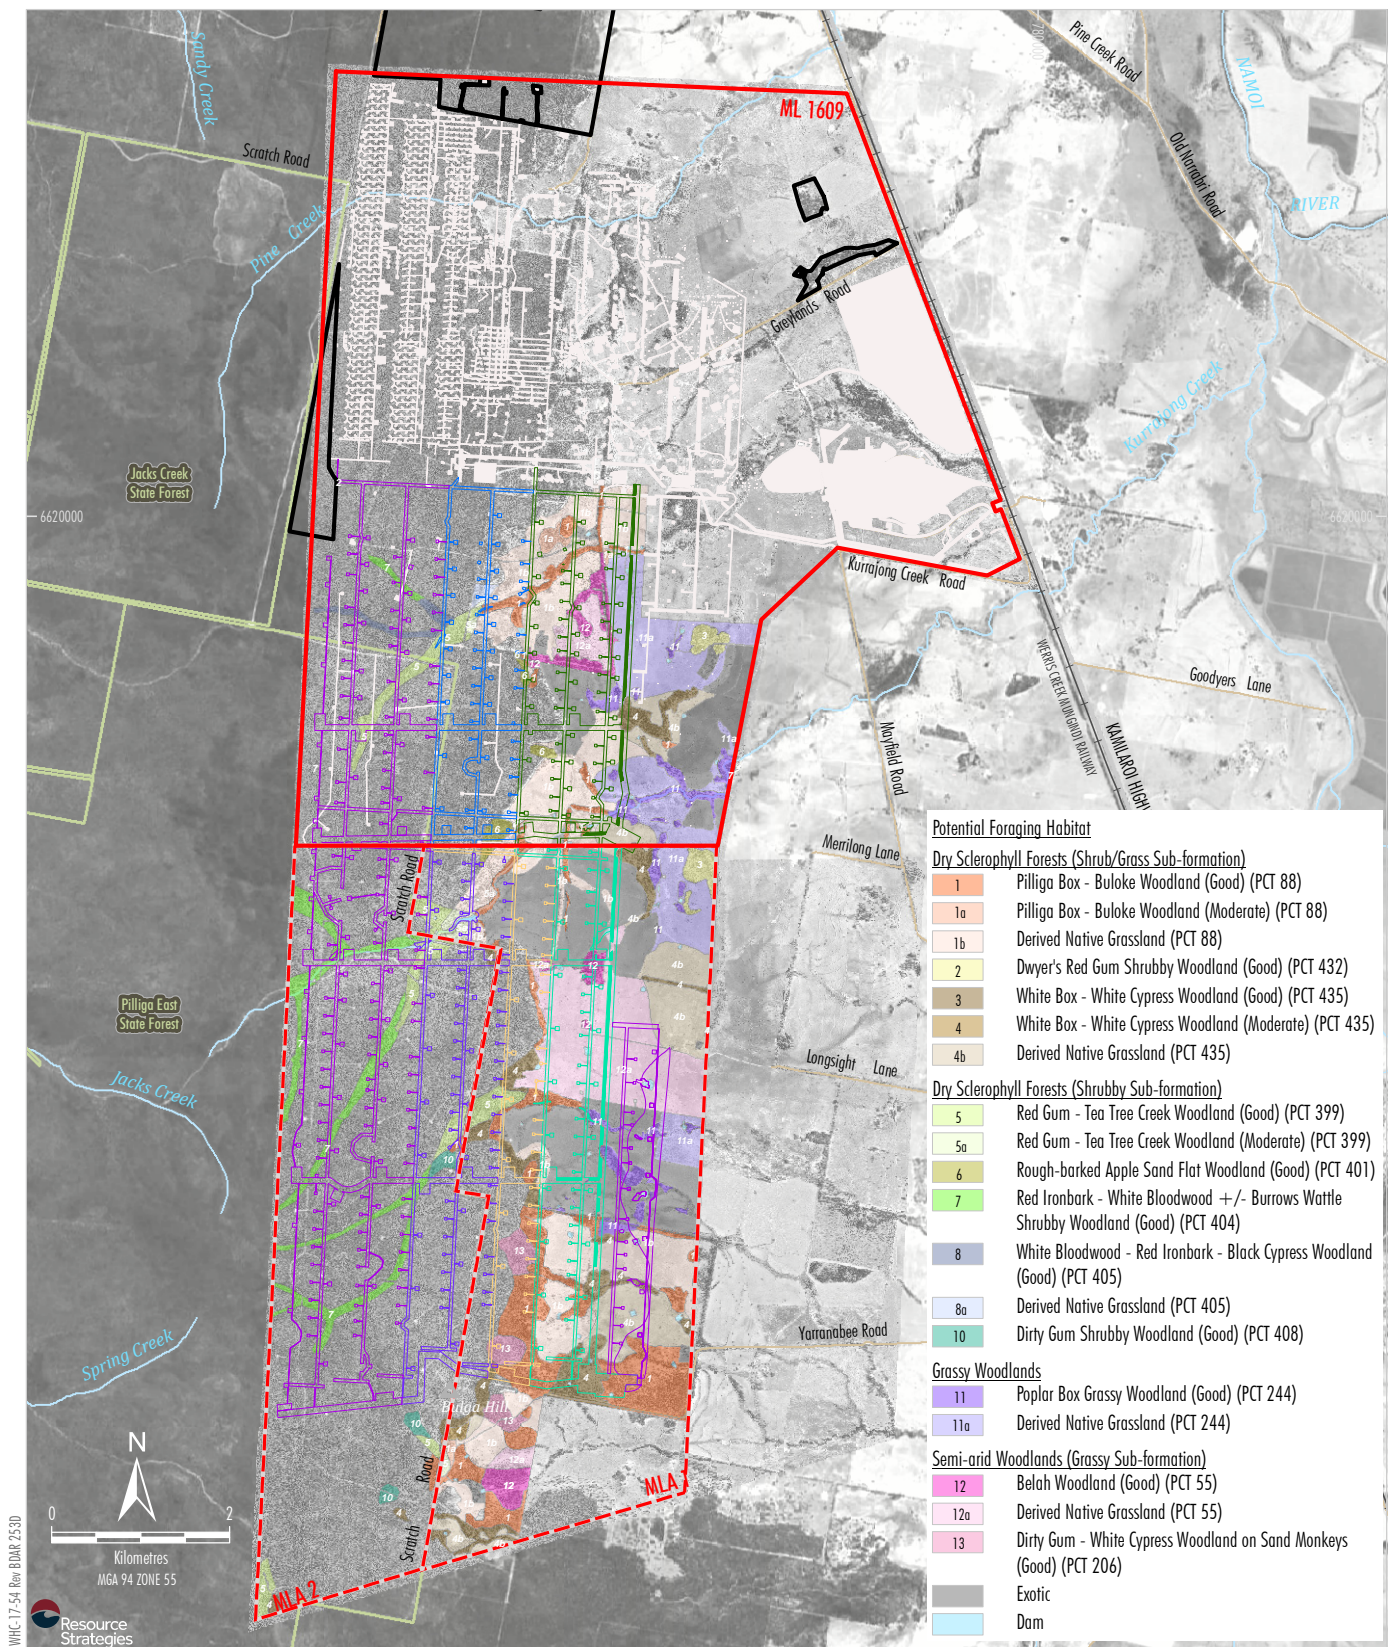 Sandy Creek
Scratch Road
Pine Creek
ML 1609
Pine Creek Road
NAMOI
RIVER
Old Narrabri Road
Greylands Road
Kurrajong Creek
Jacks Creek
State Forest
6620000
6620000
Kurrajong Creek Road
WERRIS CREEK MUNGINDI RAILWAY
KAMILAROI HIGH
Goodyers Lane
Mayfield Road
Merrilong Lane
Longsight Lane
Yarranabee Road
Scratch Road
Pilliga East
State Forest
Jacks Creek
Spring Creek
Bulga Hill
Scratch Road
MLA
MLA 2
N
0 2
Kilometres
MGA 94 ZONE 55
WHC-17-54 Rev BDAR 253D
Resource
Strategies
Potential Foraging Habitat
Dry Sclerophyll Forests (Shrub/Grass Sub-formation)
1 Pilliga Box - Buloke Woodland (Good) (PCT 88)
1a Pilliga Box - Buloke Woodland (Moderate) (PCT 88)
1b Derived Native Grassland (PCT 88)
2 Dwyer's Red Gum Shrubby Woodland (Good) (PCT 432)
3 White Box - White Cypress Woodland (Good) (PCT 435)
4 White Box - White Cypress Woodland (Moderate) (PCT 435)
4b Derived Native Grassland (PCT 435)
Dry Sclerophyll Forests (Shrubby Sub-formation)
5 Red Gum - Tea Tree Creek Woodland (Good) (PCT 399)
5a Red Gum - Tea Tree Creek Woodland (Moderate) (PCT 399)
6 Rough-barked Apple Sand Flat Woodland (Good) (PCT 401)
7 Red Ironbark - White Bloodwood +/- Burrows Wattle
Shrubby Woodland (Good) (PCT 404)
8 White Bloodwood - Red Ironbark - Black Cypress Woodland
(Good) (PCT 405)
8a Derived Native Grassland (PCT 405)
10 Dirty Gum Shrubby Woodland (Good) (PCT 408)
Grassy Woodlands
11 Poplar Box Grassy Woodland (Good) (PCT 244)
11a Derived Native Grassland (PCT 244)
Semi-arid Woodlands (Grassy Sub-formation)
12 Belah Woodland (Good) (PCT 55)
12a Derived Native Grassland (PCT 55)
13 Dirty Gum - White Cypress Woodland on Sand Monkeys
(Good) (PCT 206)
Exotic
Dam